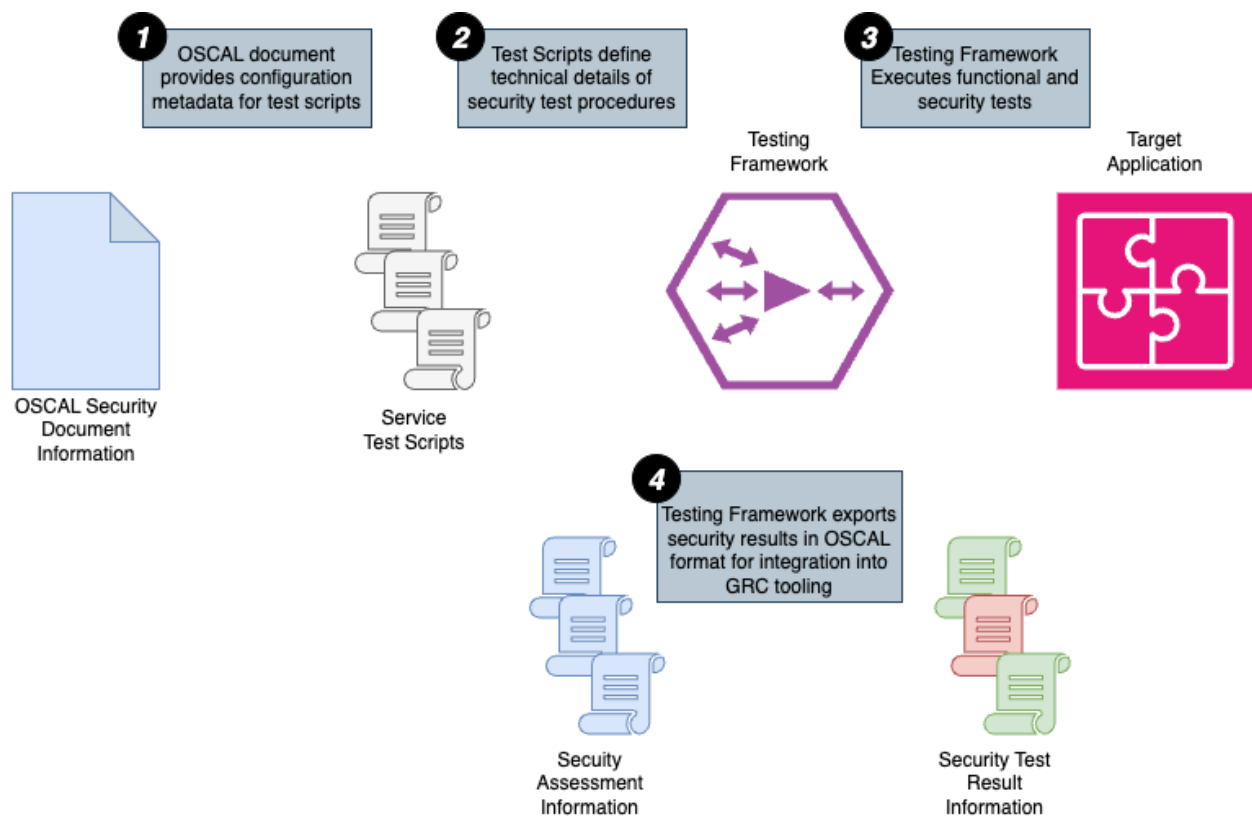 1
OSCAL document
provides configuration
metadata for test scripts
2
Test Scripts define
technical details of
security test procedures
3
Testing Framework
Executes functional and
security tests
Testing
Framework
Target
Application
OSCAL Security
Document
Information
Service
Test Scripts
4
Testing Framework exports
security results in OSCAL
format for integration into
GRC tooling
Secuity
Assessment
Information
Security Test
Result
Information